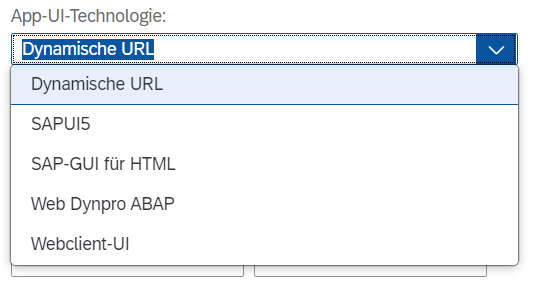 App-UI-Technologie:
Dynamische URL
Dynamische URL
SAPUI5
SAP-GUI für HTML
Web Dynpro ABAP
Webclient-UI